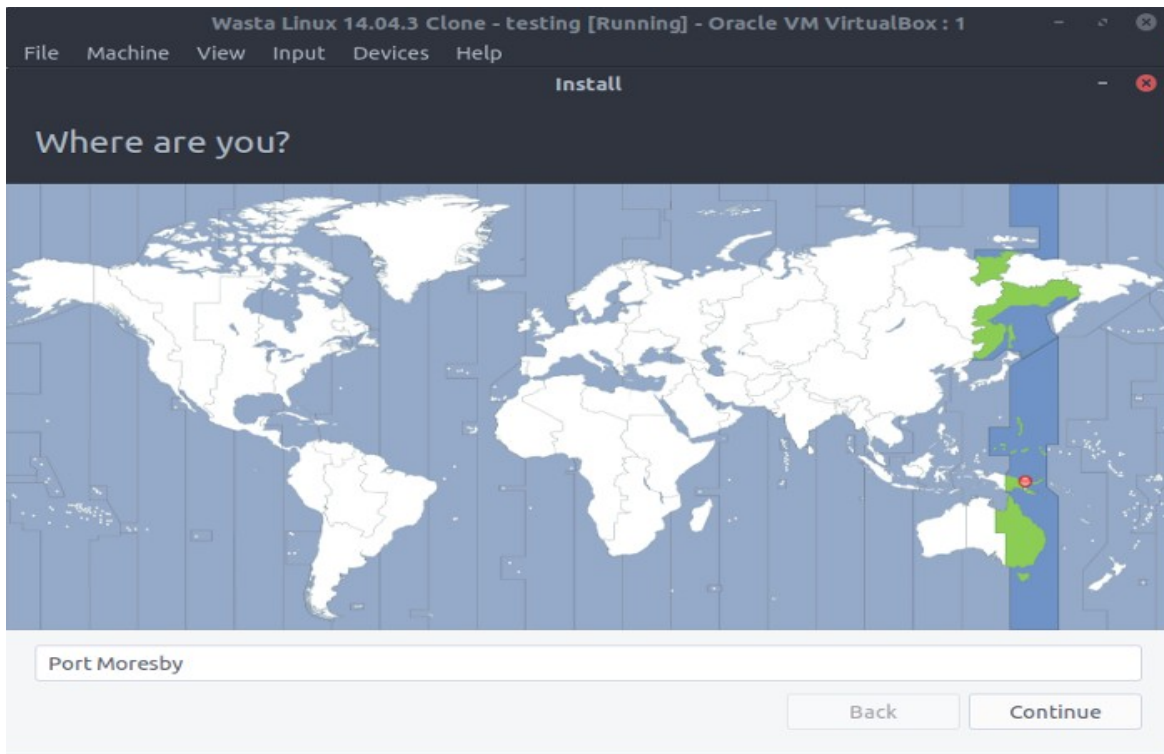 Wasta Linux 14.04.3 Clone - testing [Running] - Oracle VM VirtualBox : 1
File Machine View Input Devices Help
Install
Where are you?
Port Moresby
Back Continue